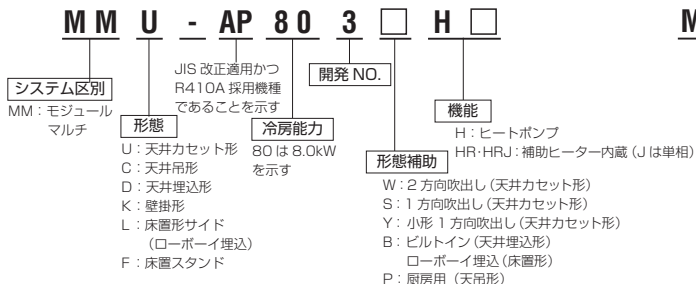 MM U - AP 80 3 □ H □
M
JIS 改正適用かつ
R410A 採用機種
であることを示す
開発 NO.
システム区別
MM：モジュール
マルチ
形態
U：天井カセット形
C：天井吊形
D：天井埋込形
K：壁掛形
L：床置形サイド
（ローボーイ埋込）
F：床置スタンド
冷房能力
80 は 8.0kW
を示す
機能
H：ヒートポンプ
HR･HRJ：補助ヒーター内蔵（J は単相）
形態補助
W：2 方向吹出し（天井カセット形）
S：1 方向吹出し（天井カセット形）
Y：小形 1 方向吹出し（天井カセット形）
B：ビルトイン（天井埋込形）
ローボーイ埋込（床置形）
P：厨房用（天吊形）